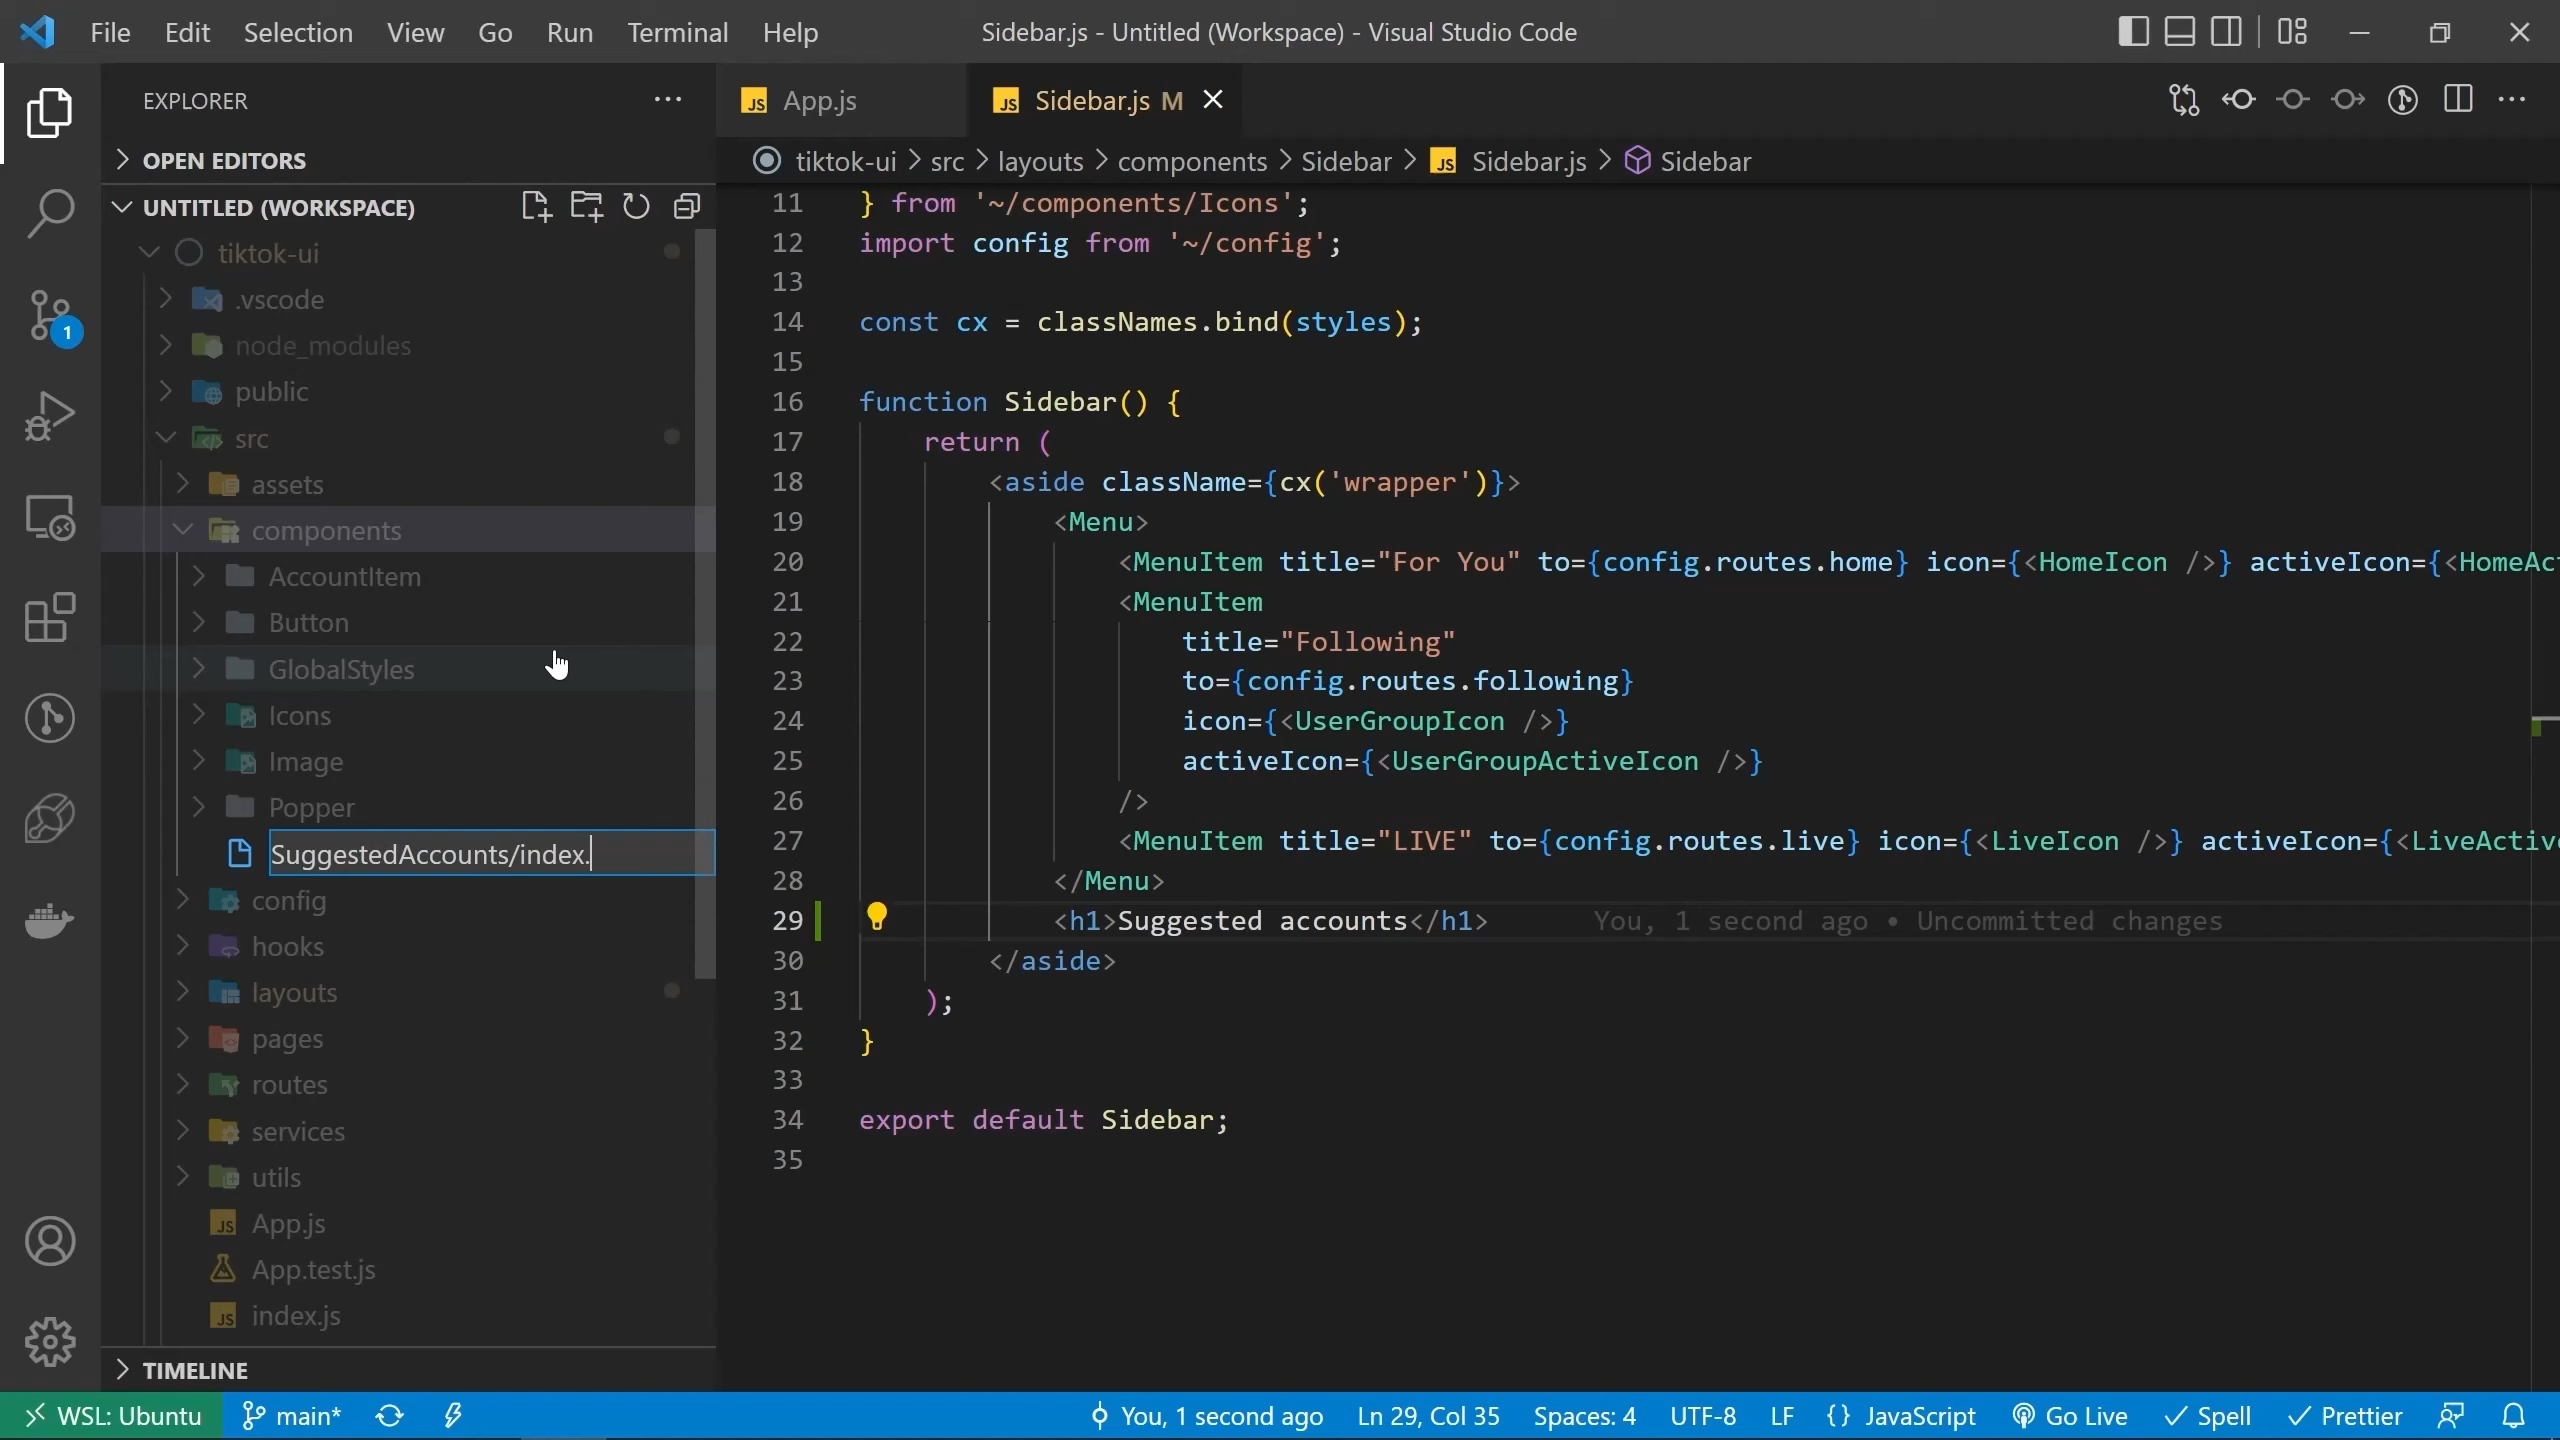 File Edit Selection View Go Run Terminal Help
Sidebar.js - Untitled (Workspace) - Visual Studio Code
EXPLORER
OPEN EDITORS
UNTITLED (WORKSPACE)
tiktok-ui
.vscode
node_modules
public
src
assets
components
AccountItem
Button
GlobalStyles
Icons
Image
Popper
SuggestedAccounts/index.
config
hooks
layouts
pages
routes
services
utils
App.js
App.test.js
index.js
TIMELINE
1
App.js
Sidebar.js M
tiktok-ui > src > layouts > components > Sidebar > Sidebar.js > Sidebar
11 } from '~/components/Icons';
12 import config from '~/config';
13
14 const cx = classNames.bind(styles);
15
16 function Sidebar() {
17 return (
18 <aside className={cx('wrapper')}>
19 <Menu>
20 <MenuItem title="For You" to={config.routes.home} icon={<HomeIcon />} activeIcon={<HomeAct
21 <MenuItem
22 title="Following"
23 to={config.routes.following}
24 icon={<UserGroupIcon />}
25 activeIcon={<UserGroupActiveIcon />}
26 />
27 <MenuItem title="LIVE" to={config.routes.live} icon={<LiveIcon />} activeIcon={<LiveActive
28 </Menu>
29 <h1>Suggested accounts</h1> You, 1 second ago • Uncommitted changes
30 </aside>
31 );
32 }
33
34 export default Sidebar;
35
WSL: Ubuntu main* You, 1 second ago Ln 29, Col 35 Spaces: 4 UTF-8 LF {} JavaScript Go Live Spell Prettier